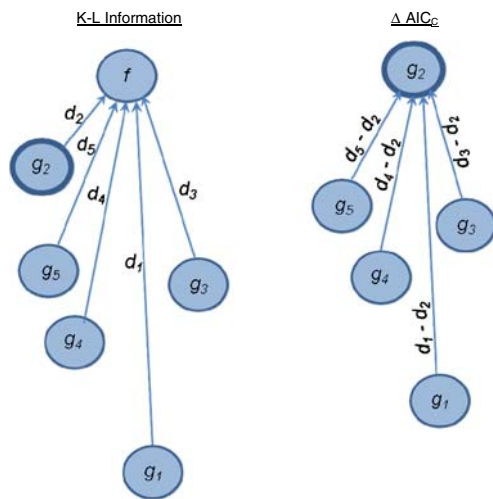 K-L Information
Δ AICC
f
g2
d2
d5
d4
d1
d3
g2
d5 - d2
d4 - d2
d3 - d2
g5
g3
g5
g4
g3
g4
d1 - d2
g1
g1